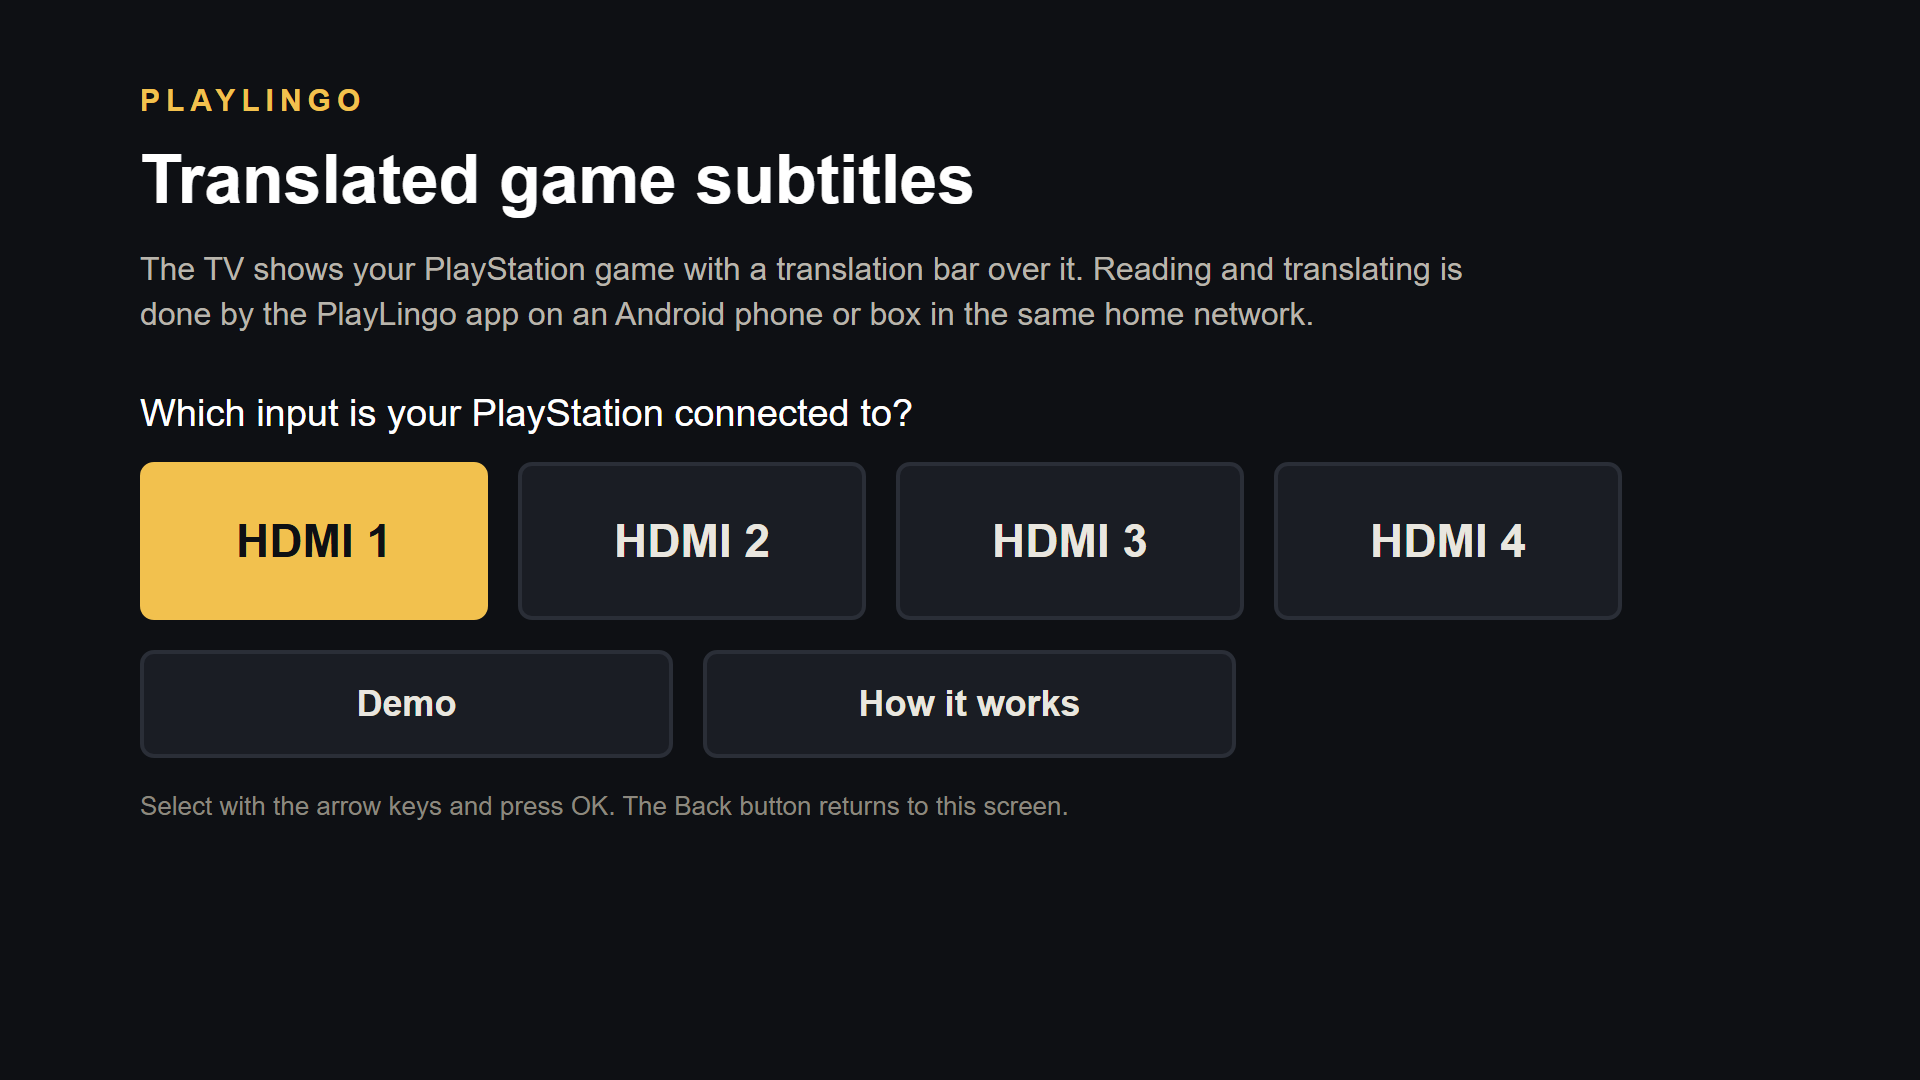 PLAYLINGO
Translated game subtitles
The TV shows your PlayStation game with a translation bar over it. Reading and translating is
done by the PlayLingo app on an Android phone or box in the same home network.
Which input is your PlayStation connected to?
HDMI 1
HDMI 2
HDMI 3
HDMI 4
Demo
How it works
Select with the arrow keys and press OK. The Back button returns to this screen.